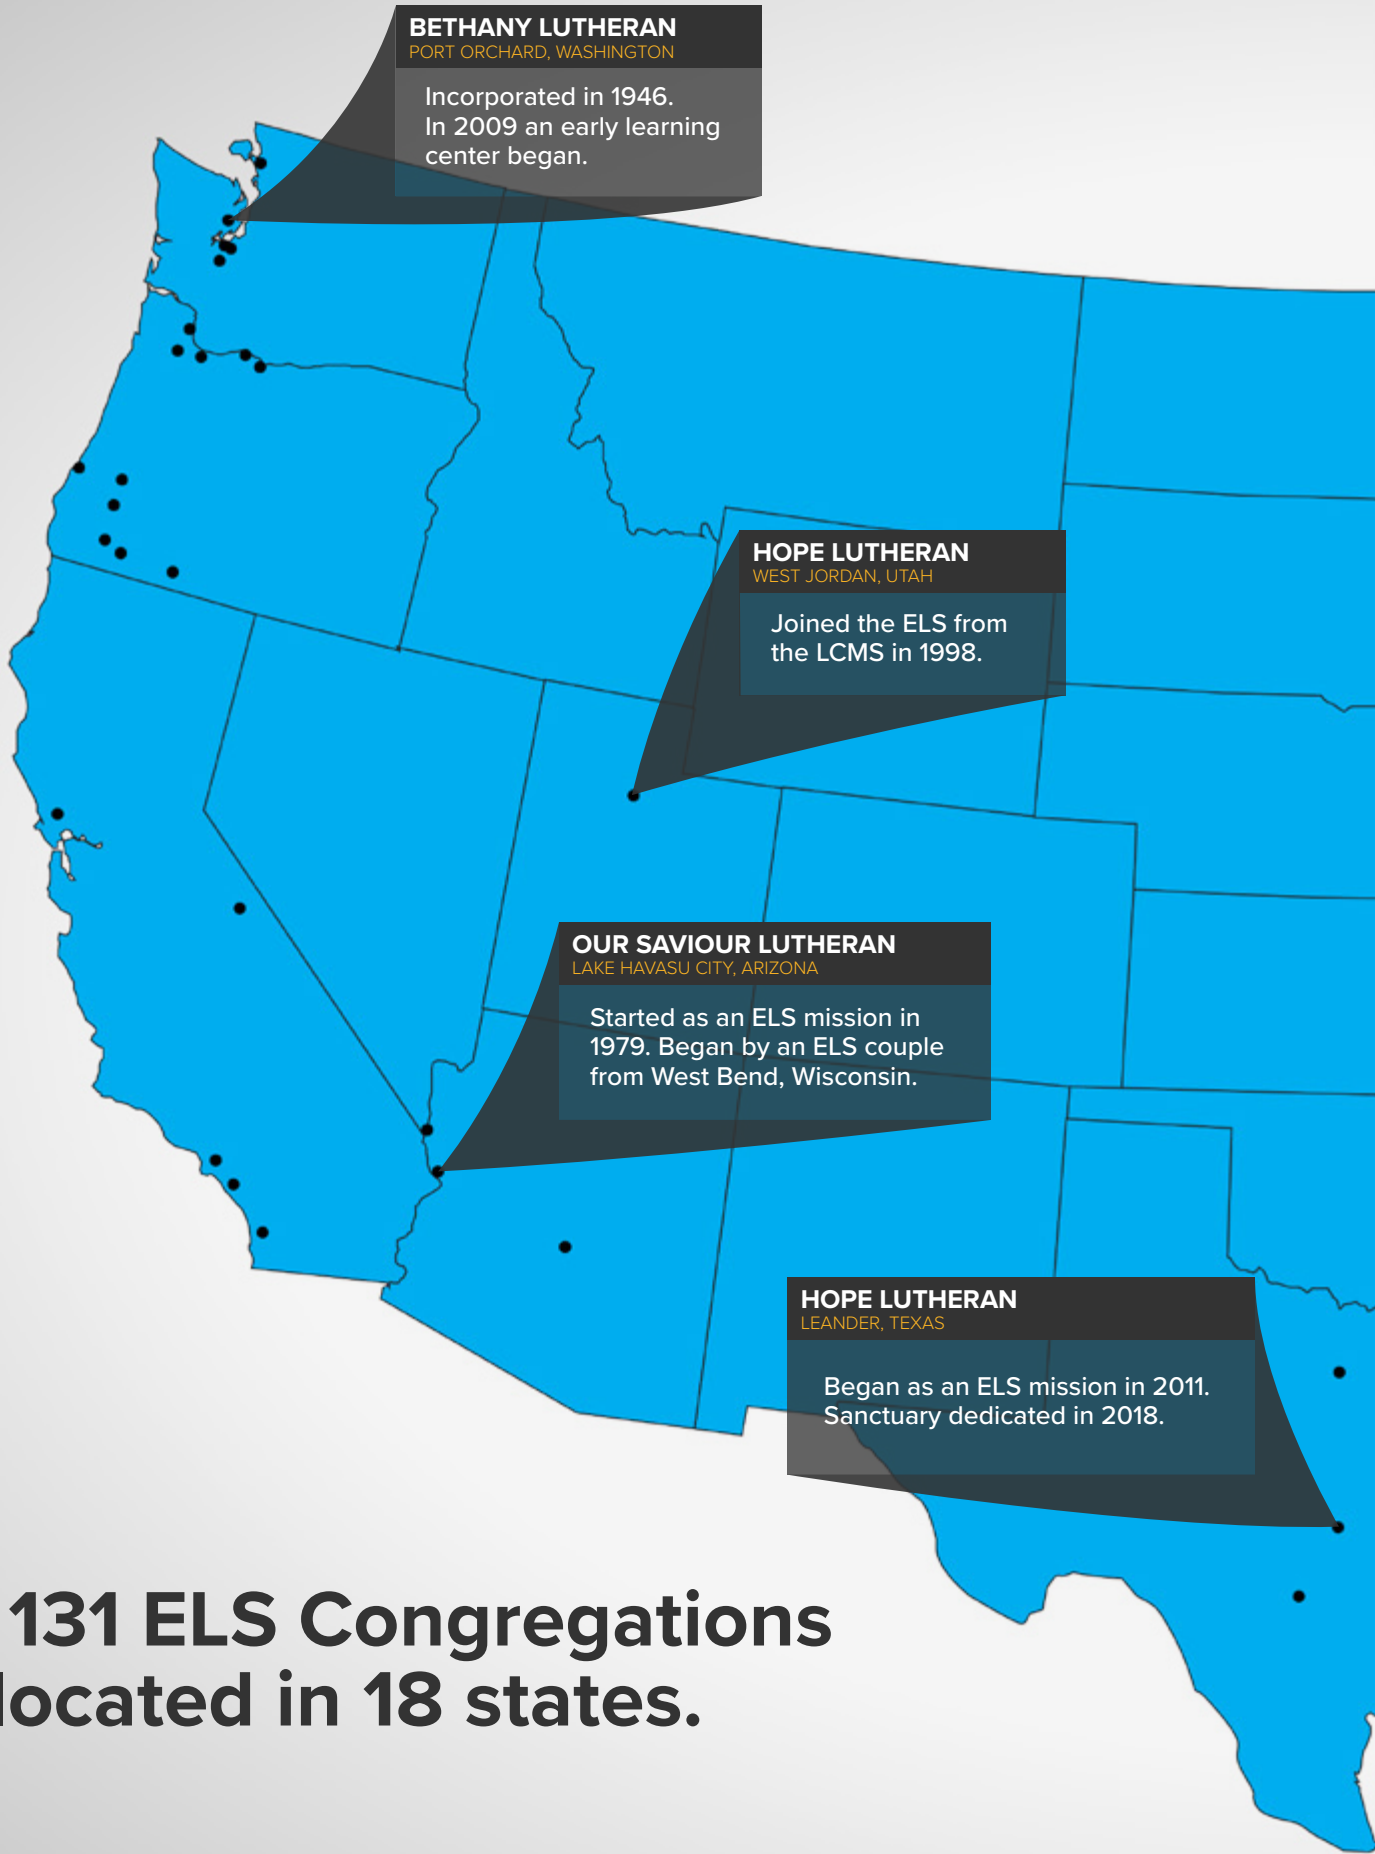 BETHANY LUTHERAN
PORT ORCHARD, WASHINGTON
Incorporated in 1946.
In 2009 an early learning
center began.
HOPE LUTHERAN
WEST JORDAN, UTAH
Joined the ELS from
the LCMS in 1998.
OUR SAVIOUR LUTHERAN
LAKE HAVASU CITY, ARIZONA
Started as an ELS mission in
1979. Began by an ELS couple
from West Bend, Wisconsin.
HOPE LUTHERAN
LEANDER, TEXAS
Began as an ELS mission in 2011.
Sanctuary dedicated in 2018.
131 ELS Congregations
located in 18 states.